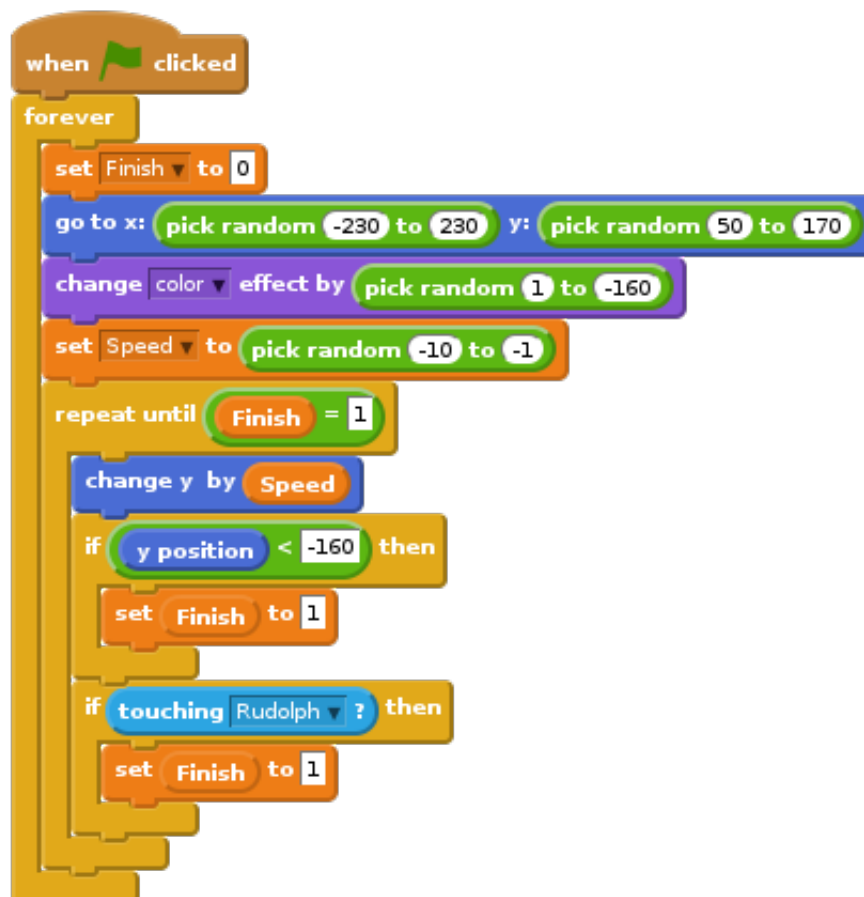 when clicked
forever
set Finish to 0
go to x: pick random -230 to 230 y: pick random 50 to 170
change color effect by pick random 1 to -160
set Speed to pick random -10 to -1
repeat until Finish = 1
change y by Speed
if y position < -160 then
set Finish to 1
if touching Rudolph ? then
set Finish to 1